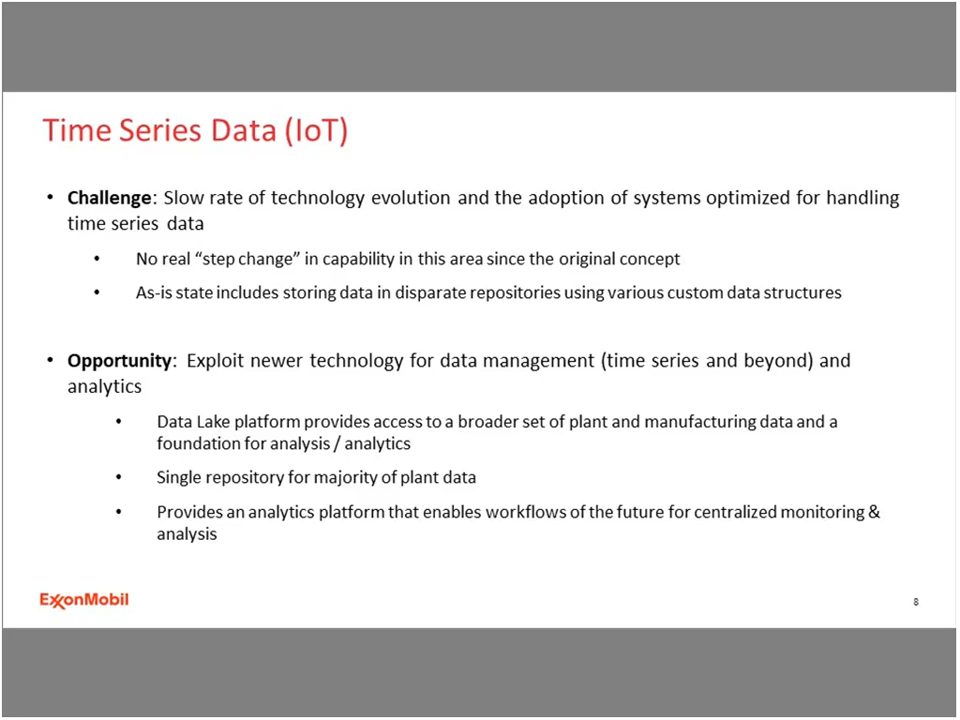 Time Series Data (IoT)
• Challenge: Slow rate of technology evolution and the adoption of systems optimized for handling
time series data
• No real “step change” in capability in this area since the original concept
• As-is state includes storing data in disparate repositories using various custom data structures
• Opportunity: Exploit newer technology for data management (time series and beyond) and
analytics
• Data Lake platform provides access to a broader set of plant and manufacturing data and a
foundation for analysis / analytics
• Single repository for majority of plant data
• Provides an analytics platform that enables workflows of the future for centralized monitoring &
analysis
ExxonMobil
8